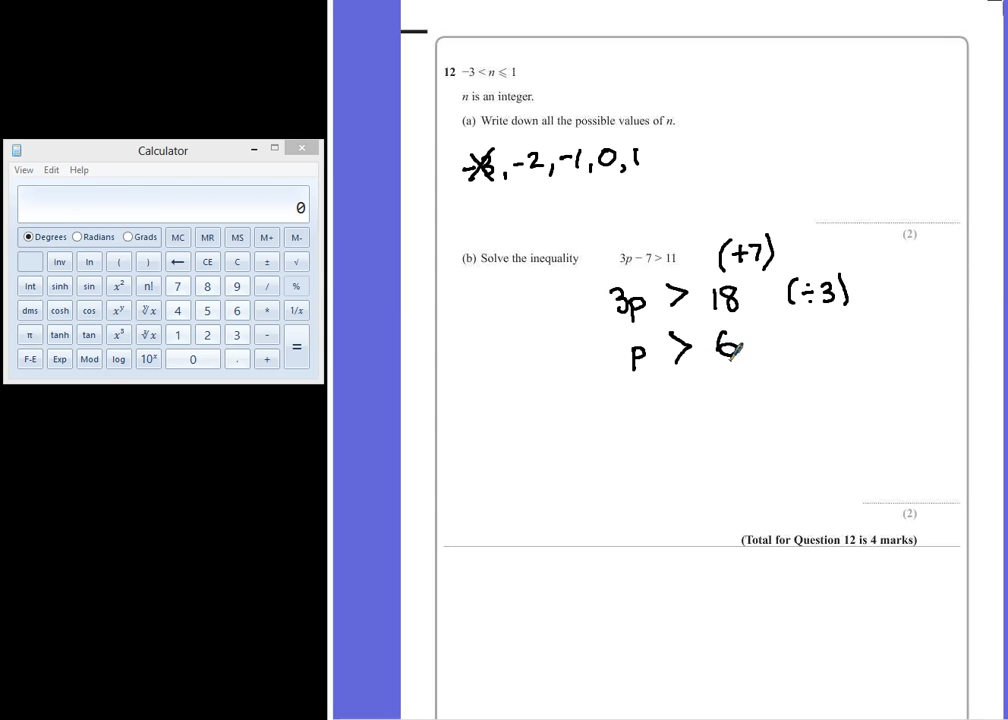 Calculator
View Edit Help
0
Degrees Radians Grads MC MR MS M+ M-
Inv ln ( ) ← CE C ± √
Int sinh sin x² n! 7 8 9 / %
dms cosh cos xʸ ʸ√x 4 5 6 * 1/x
π tanh tan x³ ³√x 1 2 3 - =
F-E Exp Mod log 10ˣ 0 . +
12 −3 < n ⩽ 1
n is an integer.
(a) Write down all the possible values of n.
-3, -2, -1, 0, 1
(2)
(b) Solve the inequality 3p − 7 > 11 (+7)
3p > 18 (÷3)
p > 6
(2)
(Total for Question 12 is 4 marks)